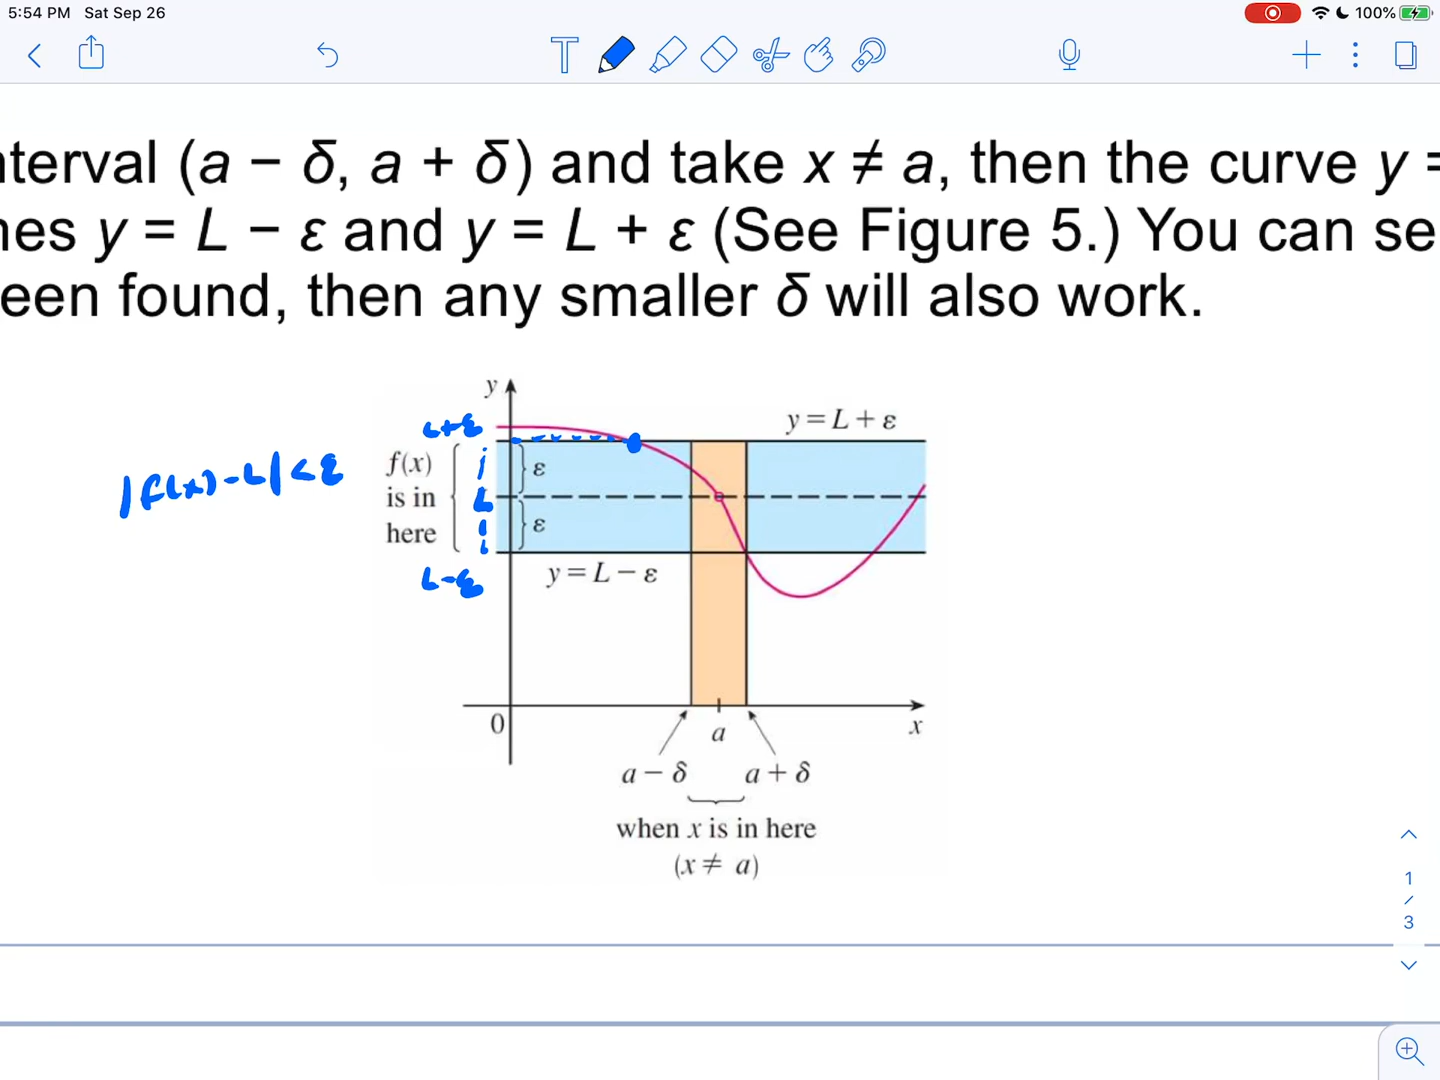 5:54 PM Sat Sep 26
100%
nterval (a − δ, a + δ) and take x ≠ a, then the curve y =
nes y = L − ε and y = L + ε (See Figure 5.) You can se
een found, then any smaller δ will also work.
y
L+ε
y = L + ε
f(x)
is in
here
ε
|f(x)-L|<ε
L
ε
L-ε
y = L − ε
0
a
x
a − δ
a + δ
when x is in here
(x ≠ a)
1
/
3